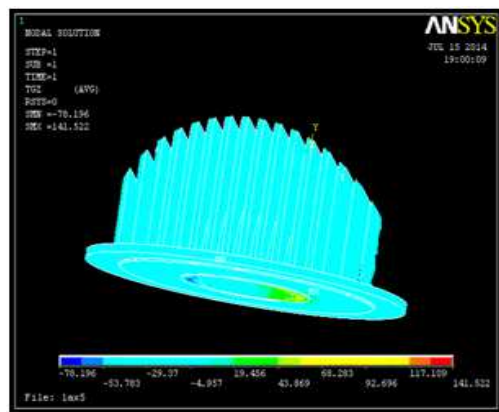 1
NODAL SOLUTION
ANSYS
JUL 15 2014
19:00:09
STEP=1
SUB =1
TIME=1
TGZ (AVG)
RSYS=0
SMN =-78.196
SMX =141.522
Y
-78.196 -29.37 19.456 68.283 117.109
-53.783 -4.957 43.869 92.696 141.522
File: lax5